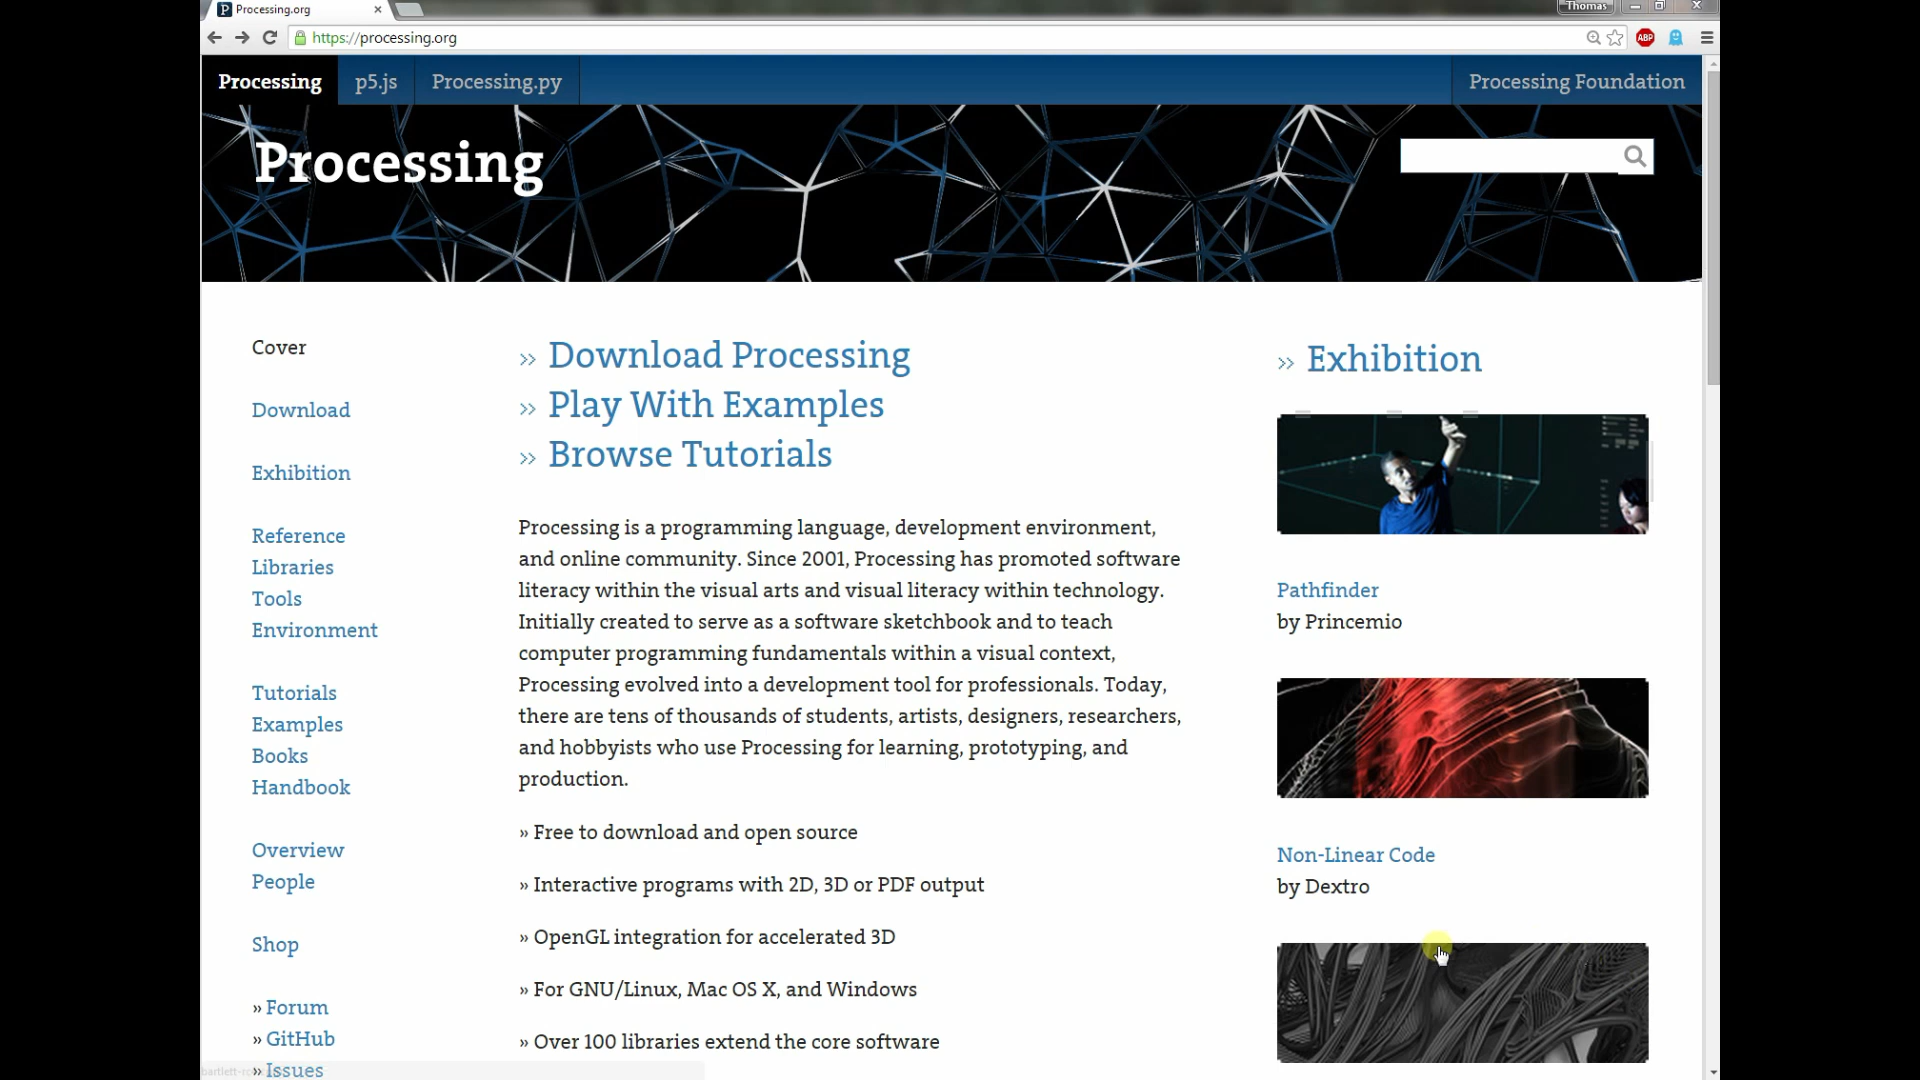 Processing.org
Thomas
https://processing.org
ABP
Processing
p5.js
Processing.py
Processing Foundation
Processing
Cover
Download
Exhibition
Reference
Libraries
Tools
Environment
Tutorials
Examples
Books
Handbook
Overview
People
Shop
» Forum
» GitHub
» Issues
» Download Processing
» Play With Examples
» Browse Tutorials
Processing is a programming language, development environment,
and online community. Since 2001, Processing has promoted software
literacy within the visual arts and visual literacy within technology.
Initially created to serve as a software sketchbook and to teach
computer programming fundamentals within a visual context,
Processing evolved into a development tool for professionals. Today,
there are tens of thousands of students, artists, designers, researchers,
and hobbyists who use Processing for learning, prototyping, and
production.
» Free to download and open source
» Interactive programs with 2D, 3D or PDF output
» OpenGL integration for accelerated 3D
» For GNU/Linux, Mac OS X, and Windows
» Over 100 libraries extend the core software
» Exhibition
Pathfinder
by Princemio
Non-Linear Code
by Dextro